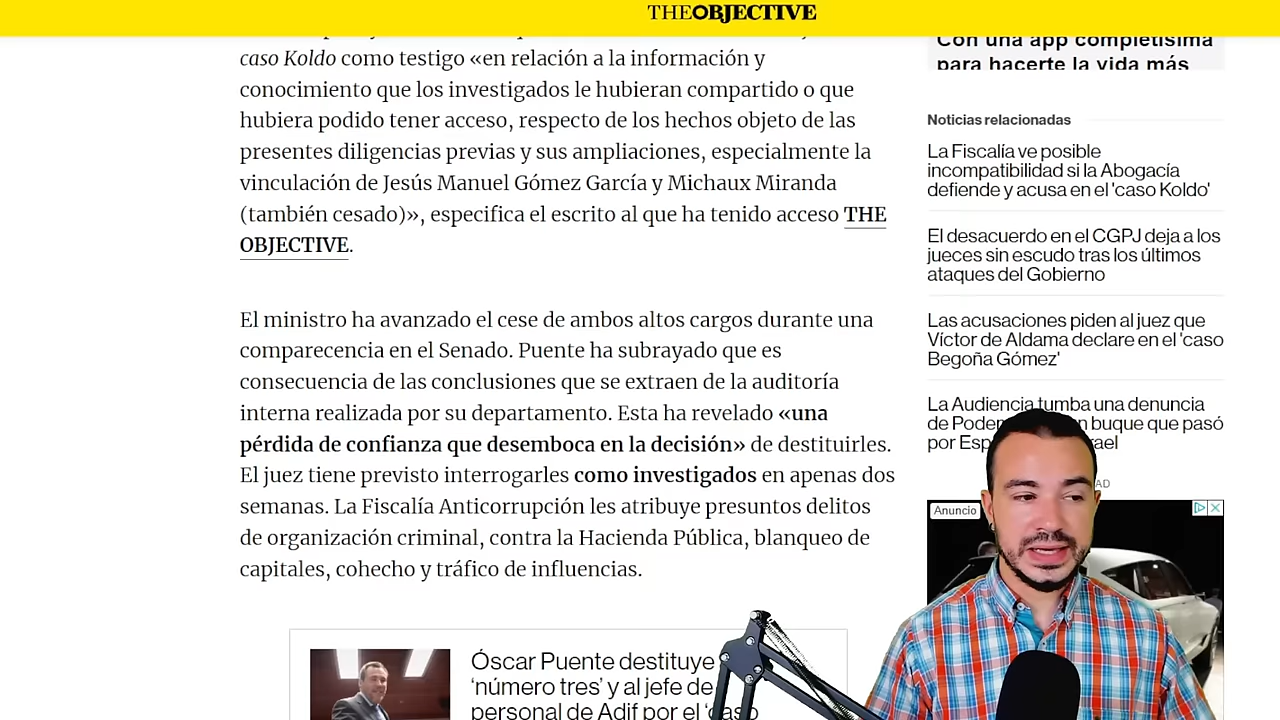 THEOBJECTIVE
caso Koldo como testigo «en relación a la información y
conocimiento que los investigados le hubieran compartido o que
hubiera podido tener acceso, respecto de los hechos objeto de las
presentes diligencias previas y sus ampliaciones, especialmente la
vinculación de Jesús Manuel Gómez García y Michaux Miranda
(también cesado)», especifica el escrito al que ha tenido acceso THE
OBJECTIVE.
El ministro ha avanzado el cese de ambos altos cargos durante una
comparecencia en el Senado. Puente ha subrayado que es
consecuencia de las conclusiones que se extraen de la auditoría
interna realizada por su departamento. Esta ha revelado «una
pérdida de confianza que desemboca en la decisión» de destituirles.
El juez tiene previsto interrogarles como investigados en apenas dos
semanas. La Fiscalía Anticorrupción les atribuye presuntos delitos
de organización criminal, contra la Hacienda Pública, blanqueo de
capitales, cohecho y tráfico de influencias.
Óscar Puente destituye
'número tres' y al jefe de
personal de Adif por el 'caso
Con una app completísima
para hacerte la vida más
Noticias relacionadas
La Fiscalía ve posible
incompatibilidad si la Abogacía
defiende y acusa en el 'caso Koldo'
El desacuerdo en el CGPJ deja a los
jueces sin escudo tras los últimos
ataques del Gobierno
Las acusaciones piden al juez que
Víctor de Aldama declare en el 'caso
Begoña Gómez'
La Audiencia tumba una denuncia
de Podem n buque que pasó
por Esp rael
AD
Anuncio